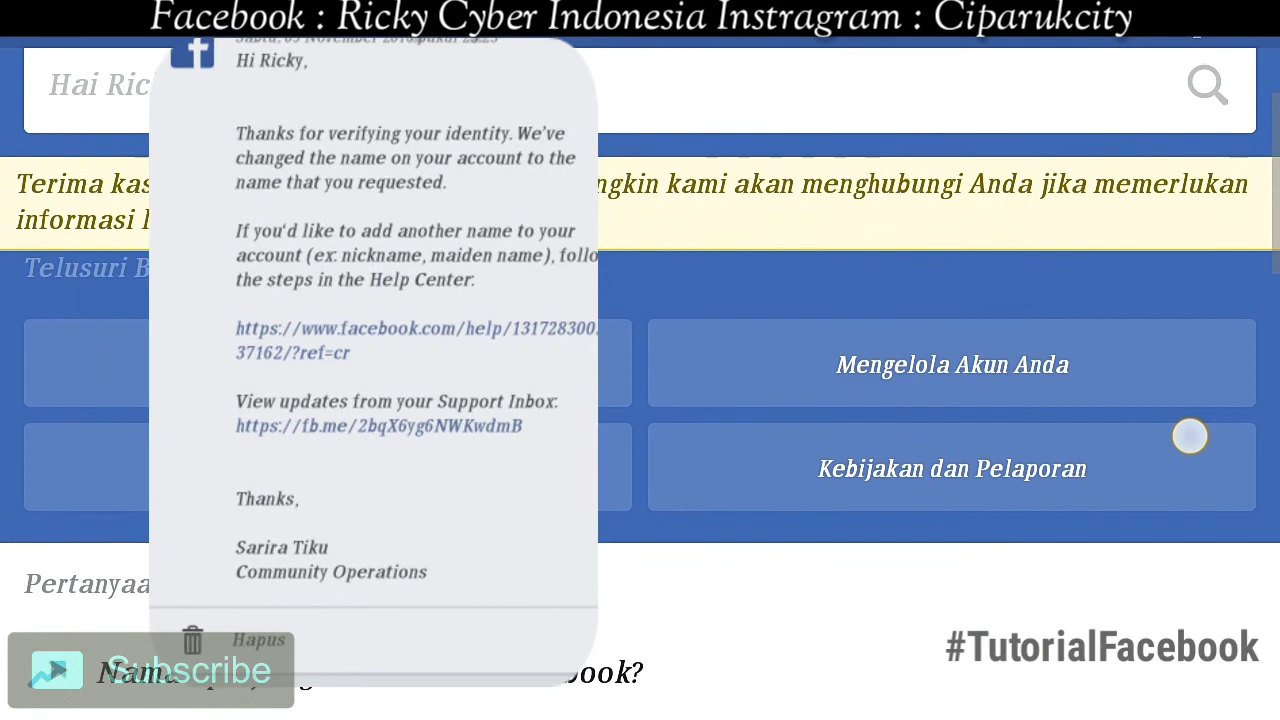 Facebook : Ricky Cyber Indonesia Instragram : Ciparukcity
Hi Ricky,
Hai Ric
Thanks for verifying your identity. We've
changed the name on your account to the
name that you requested.
Terima kas
ngkin kami akan menghubungi Anda jika memerlukan
informasi
If you'd like to add another name to your
account (ex: nickname, maiden name), follo
the steps in the Help Center.
Telusuri B
https://www.facebook.com/help/131728300
37162/?ref=cr
Mengelola Akun Anda
View updates from your Support Inbox:
https://fb.me/2bqX6yg6NWKwdmB
Kebijakan dan Pelaporan
Thanks,
Sarira Tiku
Community Operations
Pertanyaa
Hapus
#TutorialFacebook
Subscribe
Nama
book?